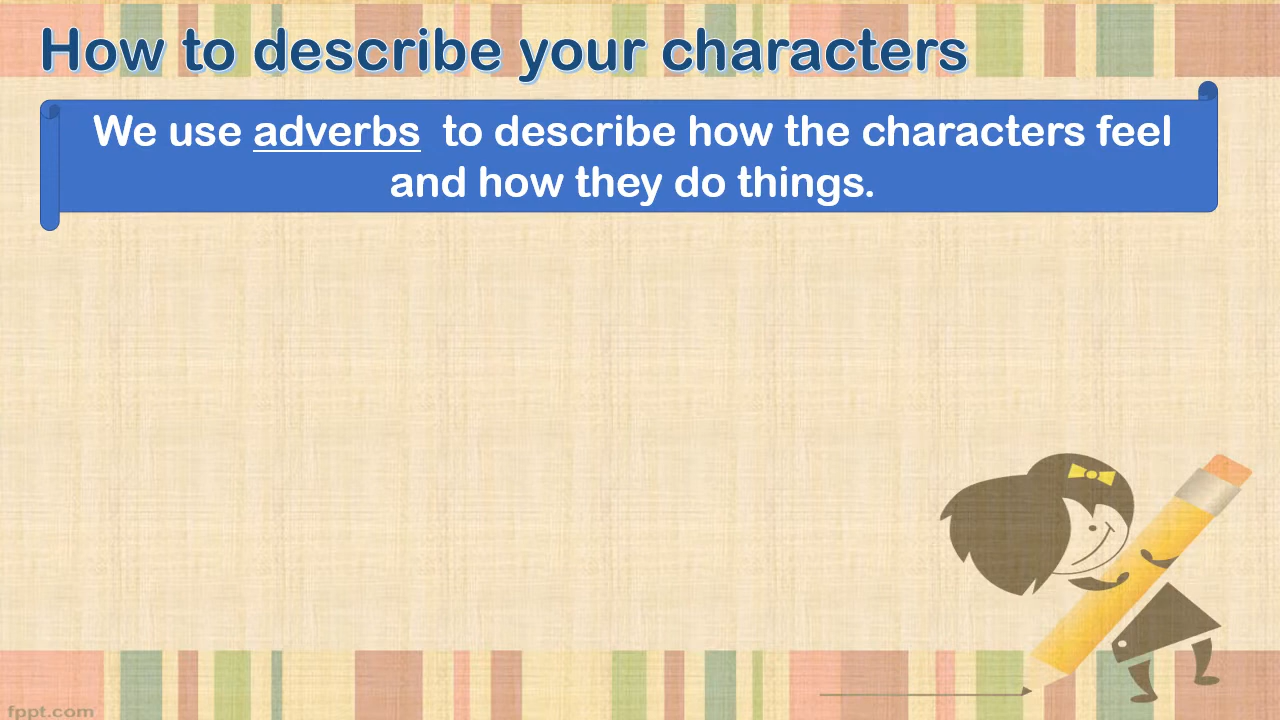 How to describe your characters
We use adverbs to describe how the characters feel
and how they do things.
fppt.com